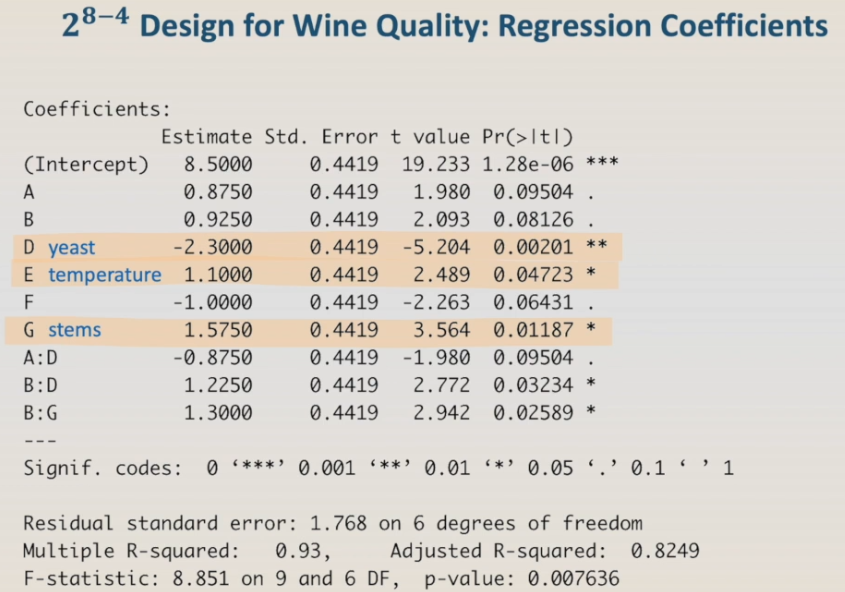 2⁸⁻⁴ Design for Wine Quality: Regression Coefficients
Coefficients:
Estimate Std. Error t value Pr(>|t|)
(Intercept) 8.5000 0.4419 19.233 1.28e-06 ***
A 0.8750 0.4419 1.980 0.09504 .
B 0.9250 0.4419 2.093 0.08126 .
D yeast -2.3000 0.4419 -5.204 0.00201 **
E temperature 1.1000 0.4419 2.489 0.04723 *
F -1.0000 0.4419 -2.263 0.06431 .
G stems 1.5750 0.4419 3.564 0.01187 *
A:D -0.8750 0.4419 -1.980 0.09504 .
B:D 1.2250 0.4419 2.772 0.03234 *
B:G 1.3000 0.4419 2.942 0.02589 *
---
Signif. codes: 0 ‘***’ 0.001 ‘**’ 0.01 ‘*’ 0.05 ‘.’ 0.1 ‘ ’ 1
Residual standard error: 1.768 on 6 degrees of freedom
Multiple R-squared: 0.93, Adjusted R-squared: 0.8249
F-statistic: 8.851 on 9 and 6 DF, p-value: 0.007636